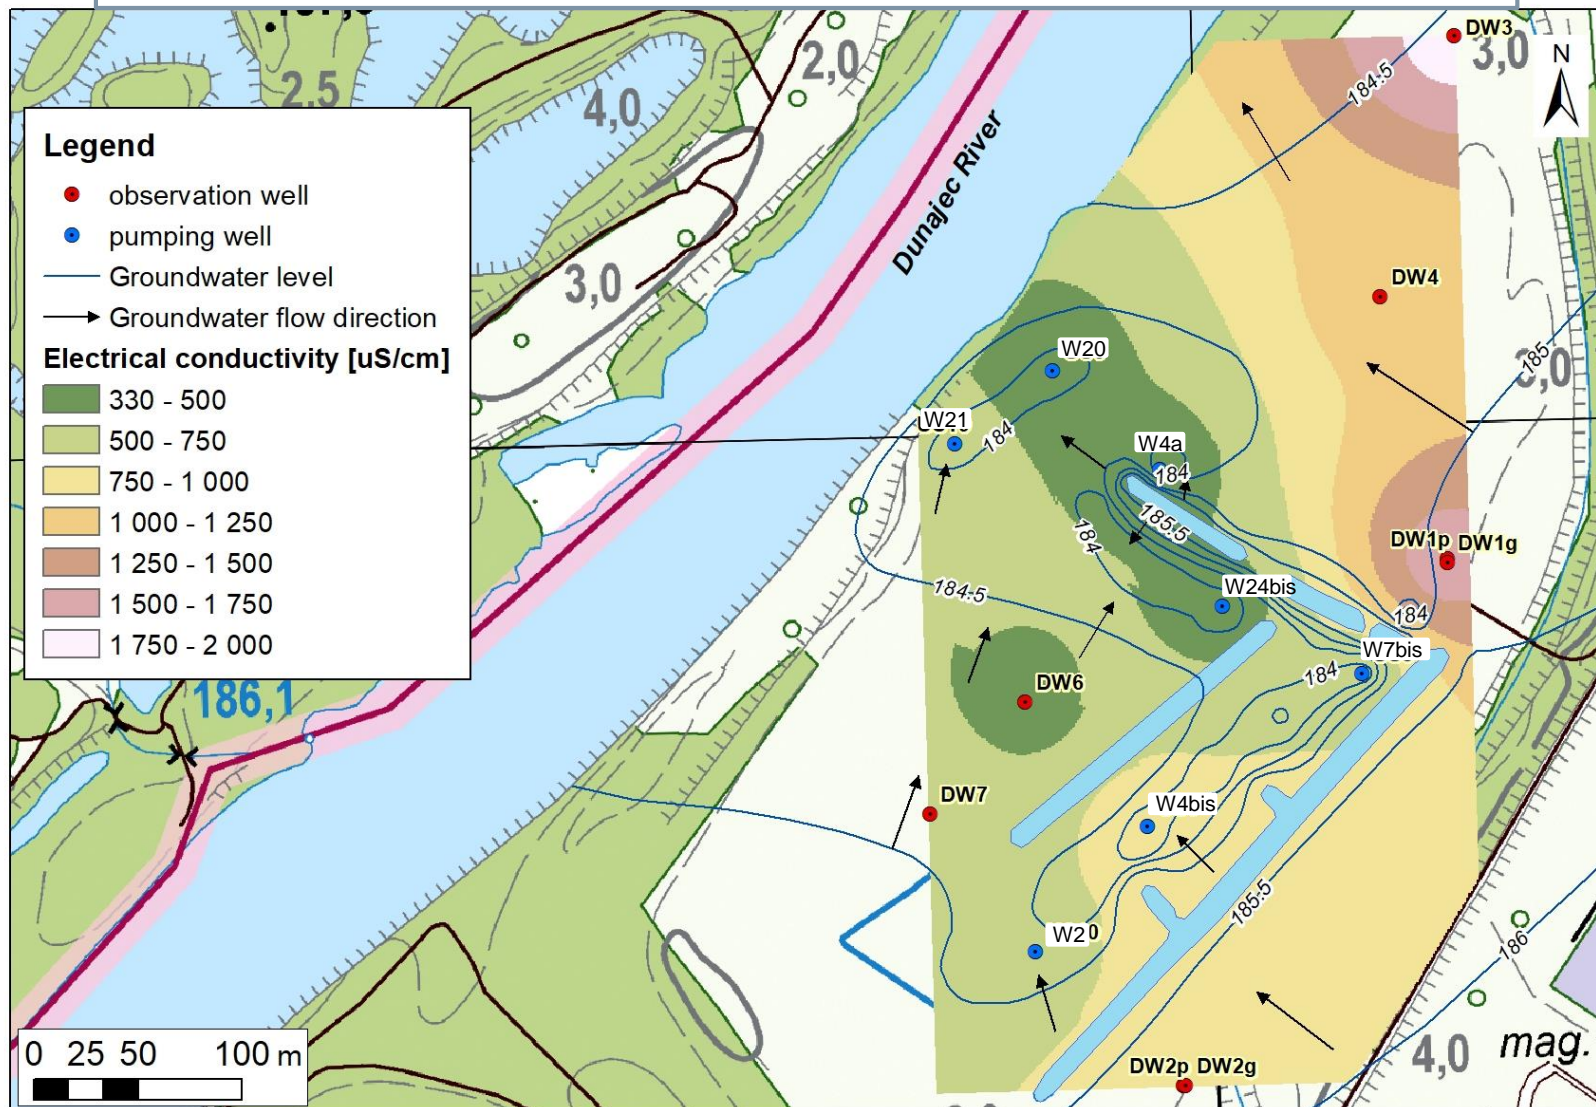 2,5
4,0
2,0
DW3
3,0
N
184.5
Legend
observation well
pumping well
Groundwater level
Groundwater flow direction
Electrical conductivity [uS/cm]
330 - 500
500 - 750
750 - 1 000
1 000 - 1 250
1 250 - 1 500
1 500 - 1 750
1 750 - 2 000
Dunajec River
3,0
DW4
185
3,0
W20
W21
184
W4a
184
185.5
184
DW1p DW1g
W24bis
184
184.5
W7bis
184
DW6
186,1
DW7
W4bis
185.5
W2
186
DW2p DW2g
4,0
mag.
0 25 50 100 m